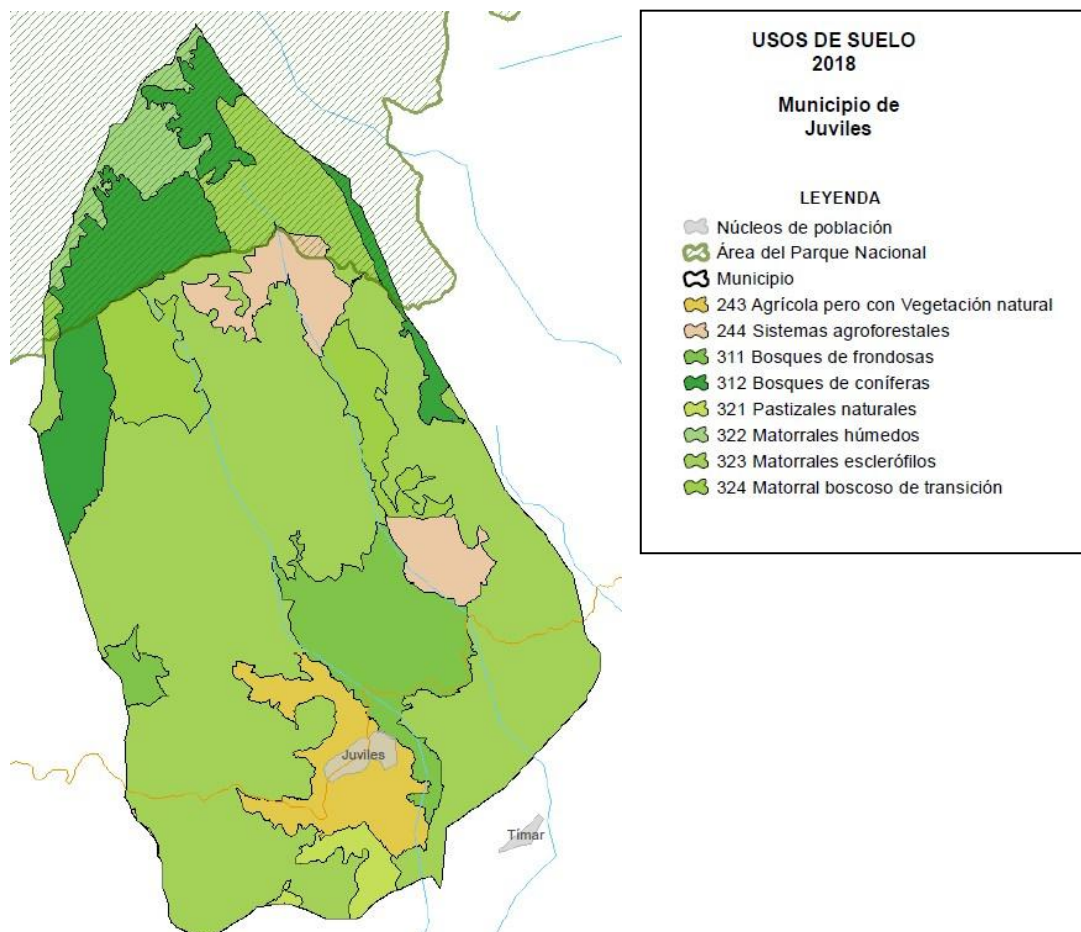 USOS DE SUELO
2018
Municipio de
Juviles
LEYENDA
Núcleos de población
Área del Parque Nacional
Municipio
243 Agrícola pero con Vegetación natural
244 Sistemas agroforestales
311 Bosques de frondosas
312 Bosques de coníferas
321 Pastizales naturales
322 Matorrales húmedos
323 Matorrales esclerófilos
324 Matorral boscoso de transición
Juviles
Tímar